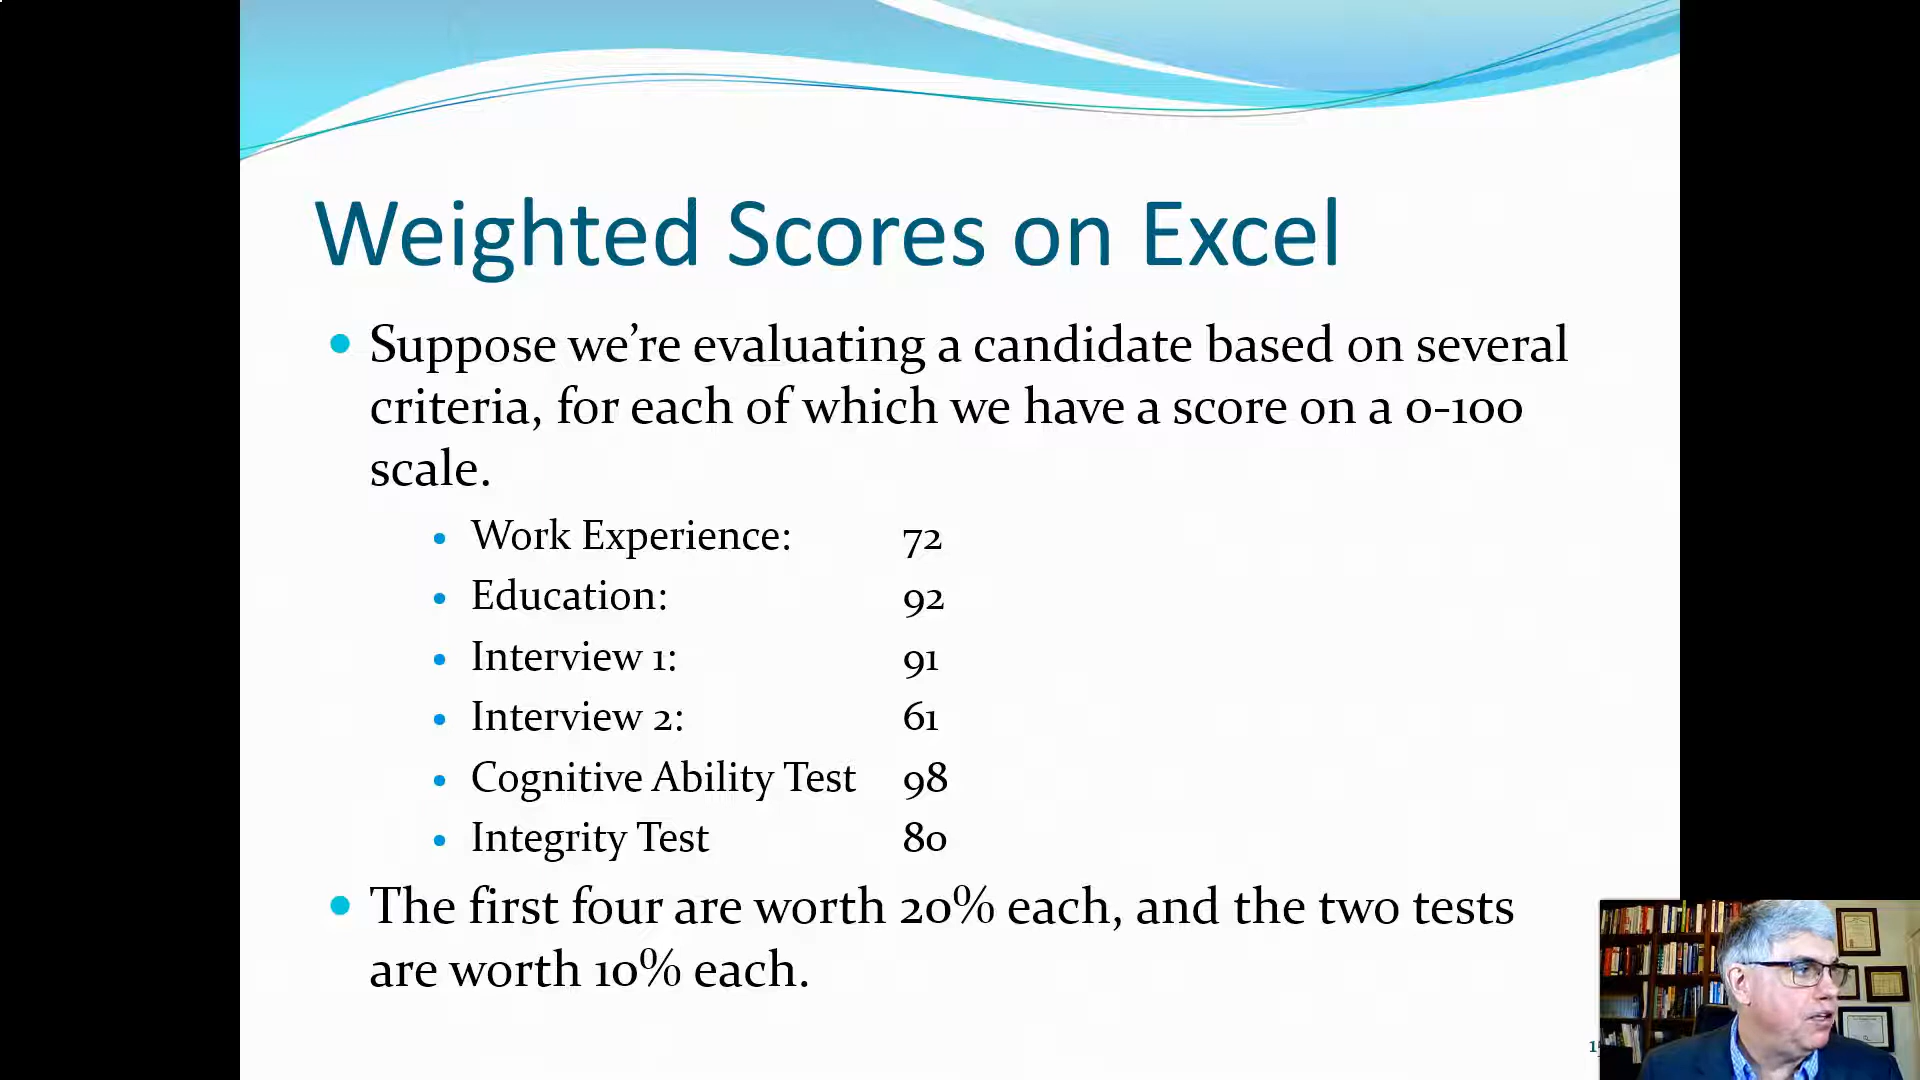 Weighted Scores on Excel
Suppose we’re evaluating a candidate based on several
criteria, for each of which we have a score on a 0-100
scale.
Work Experience: 72
Education: 92
Interview 1: 91
Interview 2: 61
Cognitive Ability Test 98
Integrity Test 80
The first four are worth 20% each, and the two tests
are worth 10% each.